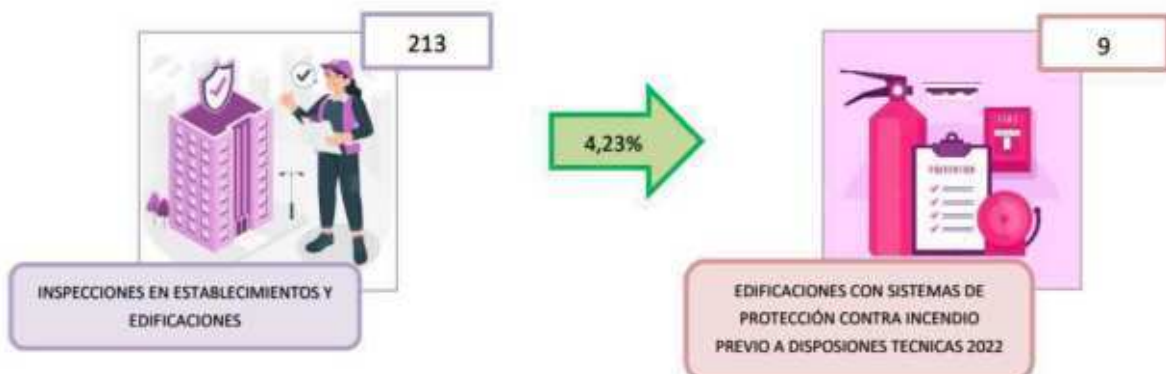 213
9
4,23%
INSPECCIONES EN ESTABLECIMIENTOS Y
EDIFICACIONES
EDIFICACIONES CON SISTEMAS DE
PROTECCIÓN CONTRA INCENDIO
PREVIO A DISPOSIONES TECNICAS 2022